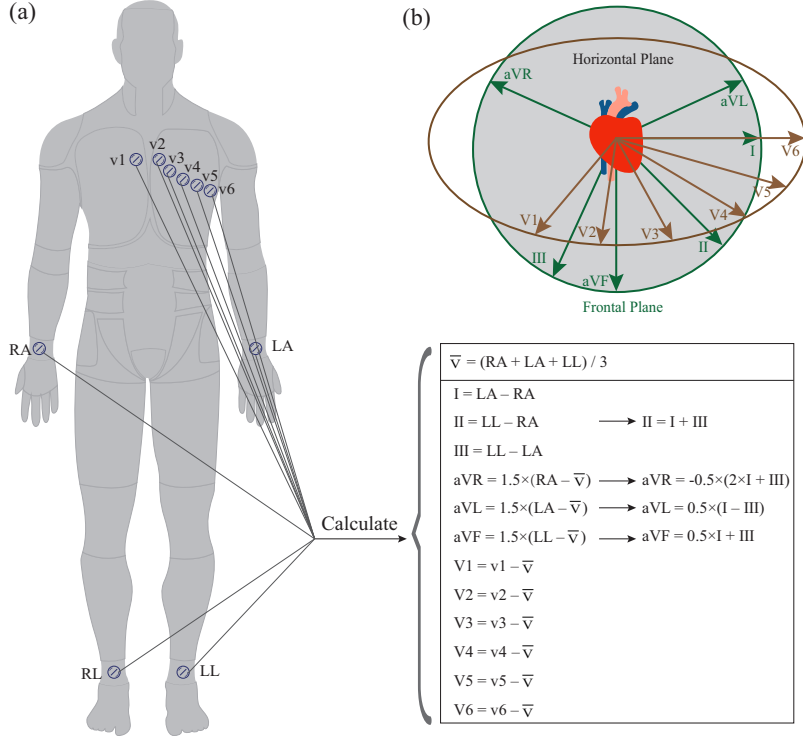 (a)
v1
v2
v3
v4
v5
v6
RA
LA
RL
LL
Calculate
(b)
Horizontal Plane
aVR
aVL
I
V6
V5
V4
II
V3
V2
V1
III
aVF
Frontal Plane
v̅ = (RA + LA + LL) / 3
I = LA – RA
II = LL – RA → II = I + III
III = LL – LA
aVR = 1.5×(RA – v̅) → aVR = -0.5×(2×I + III)
aVL = 1.5×(LA – v̅) → aVL = 0.5×(I – III)
aVF = 1.5×(LL – v̅) → aVF = 0.5×I + III
V1 = v1 – v̅
V2 = v2 – v̅
V3 = v3 – v̅
V4 = v4 – v̅
V5 = v5 – v̅
V6 = v6 – v̅